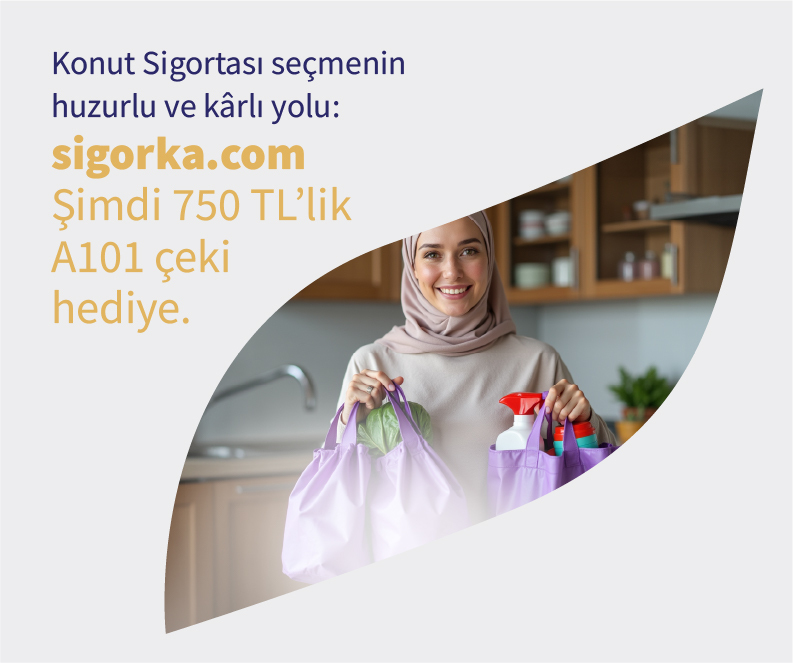 Konut Sigortası seçmenin
huzurlu ve kârlı yolu:
sigorka.com
Şimdi 750 TL’lik
A101 çeki
hediye.